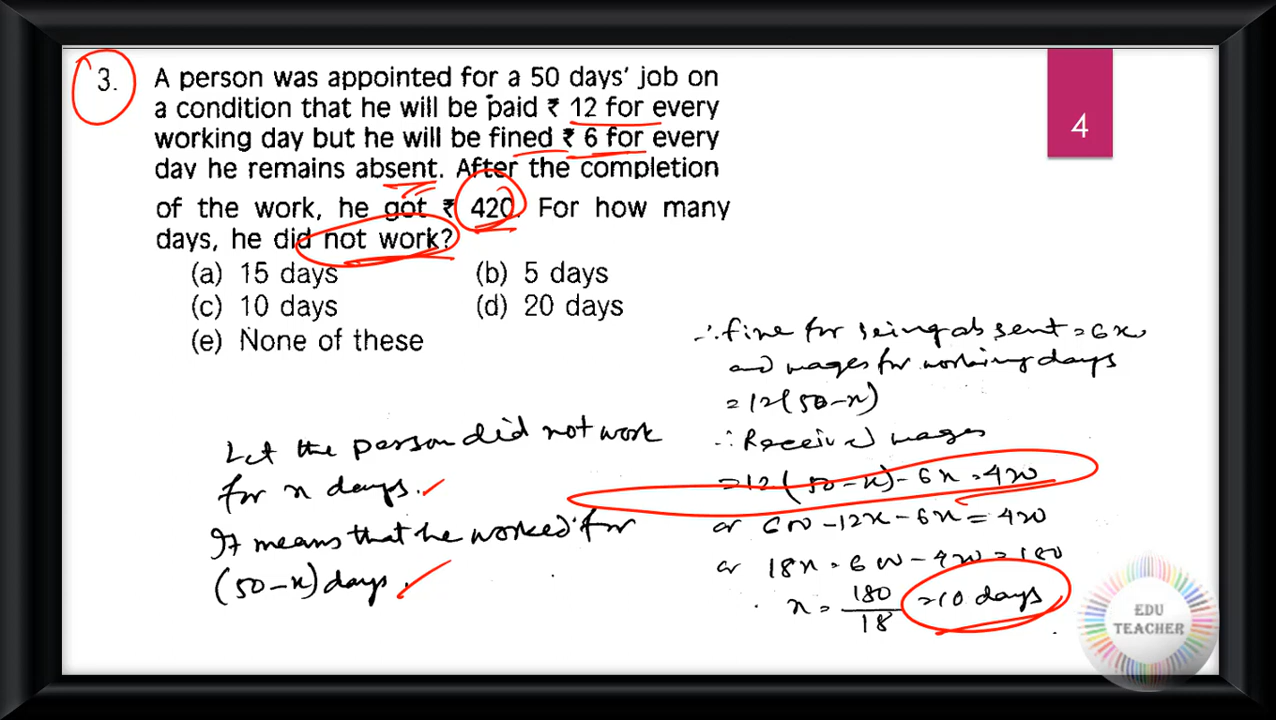 3. A person was appointed for a 50 days' job on
a condition that he will be paid ₹ 12 for every
working day but he will be fined ₹ 6 for every
day he remains absent. After the completion
of the work, he got ₹ 420. For how many
days, he did not work?
(a) 15 days (b) 5 days
(c) 10 days (d) 20 days
(e) None of these
4
Let the person did not work
for x days.
It means that he worked for
(50-x) days.
∴ fine for being absent = 6x
and wages for working days
= 12(50-x)
∴ Received wages
= 12(50-x)-6x=420
or 600-12x-6x=420
or 18x=600-420=180
∴ x = 180/18 = 10 days
EDU
TEACHER